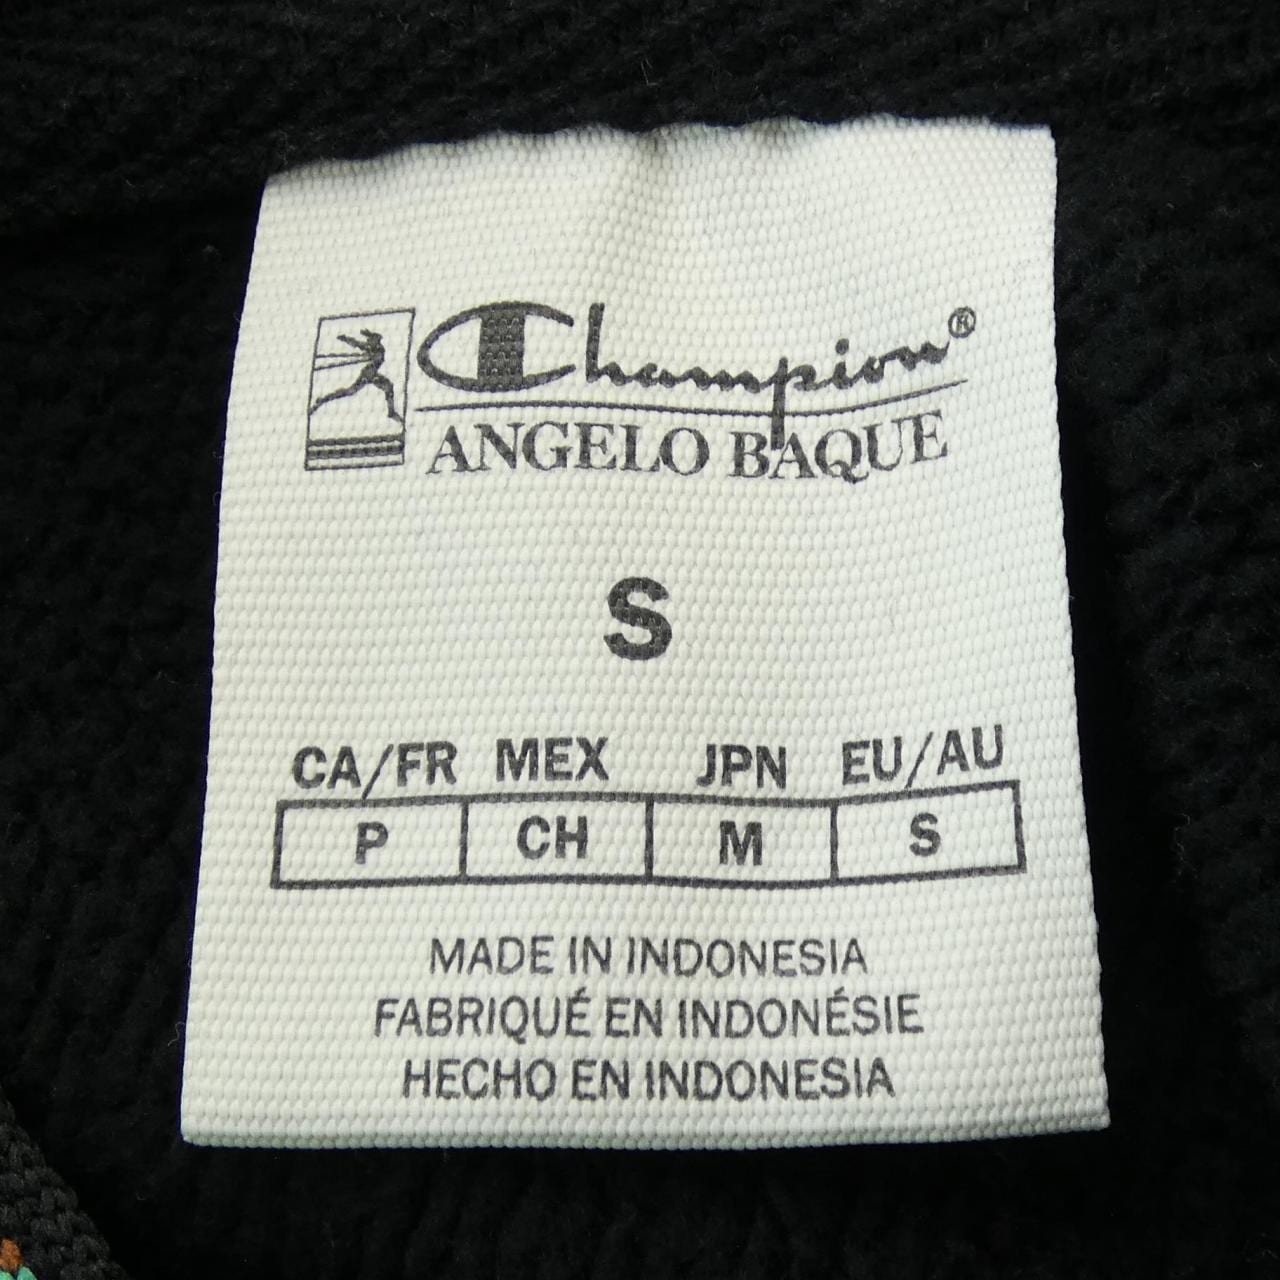 Champion®
ANGELO BAQUE
S
CA/FR MEX JPN EU/AU
P CH M S
MADE IN INDONESIA
FABRIQUÉ EN INDONÉSIE
HECHO EN INDONESIA